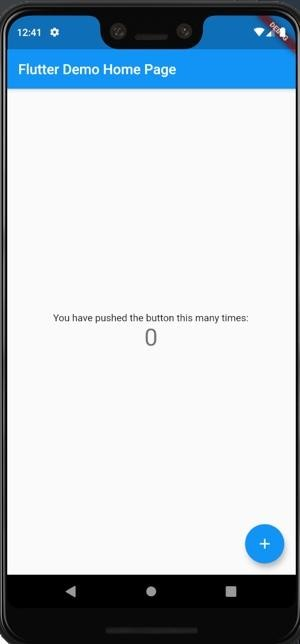 12:41
DEBUG
Flutter Demo Home Page
You have pushed the button this many times:
0